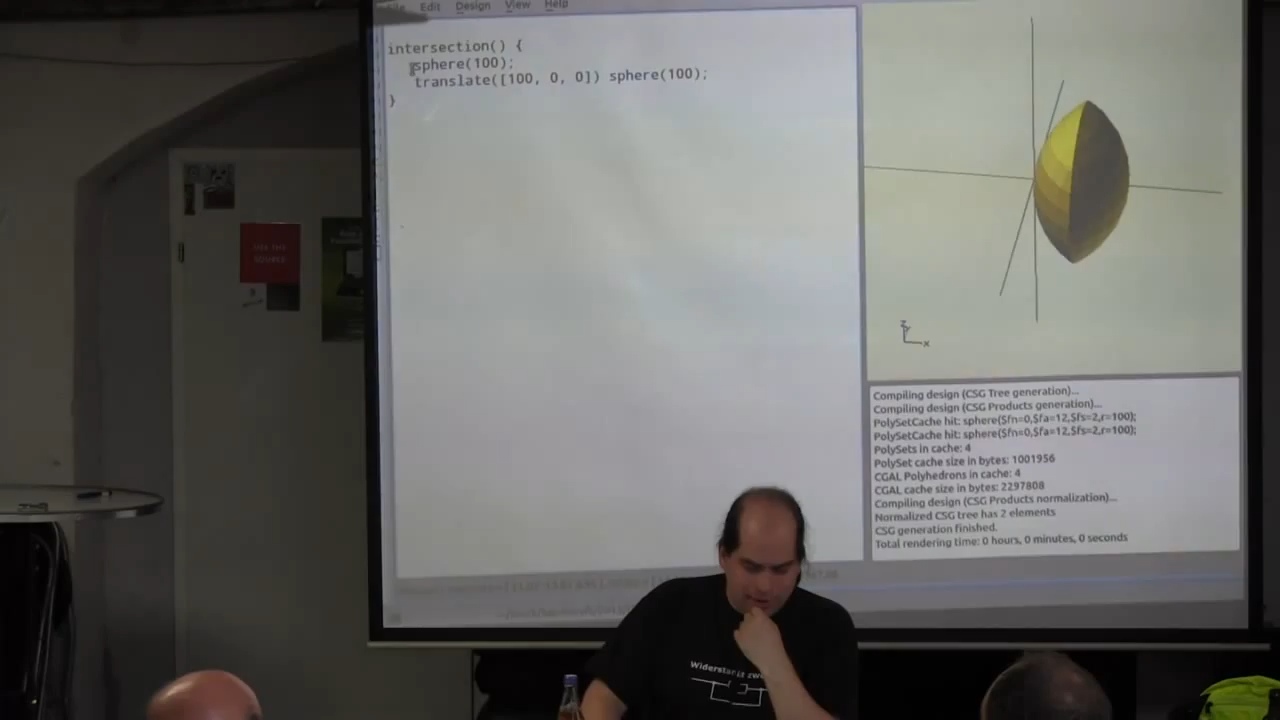 Edit Design View Help
intersection() {
sphere(100);
translate([100, 0, 0]) sphere(100);
}
z
x
Compiling design (CSG Tree generation)...
Compiling design (CSG Products generation)...
PolySetCache hit: sphere($fn=0,$fa=12,$fs=2,r=100);
PolySetCache hit: sphere($fn=0,$fa=12,$fs=2,r=100);
PolySets in cache: 4
PolySet cache size in bytes: 1001956
CGAL Polyhedrons in cache: 4
CGAL cache size in bytes: 2297808
Compiling design (CSG Products normalization)...
Normalized CSG tree has 2 elements
CSG generation finished.
Total rendering time: 0 hours, 0 minutes, 0 seconds
USE THE
SOURCE